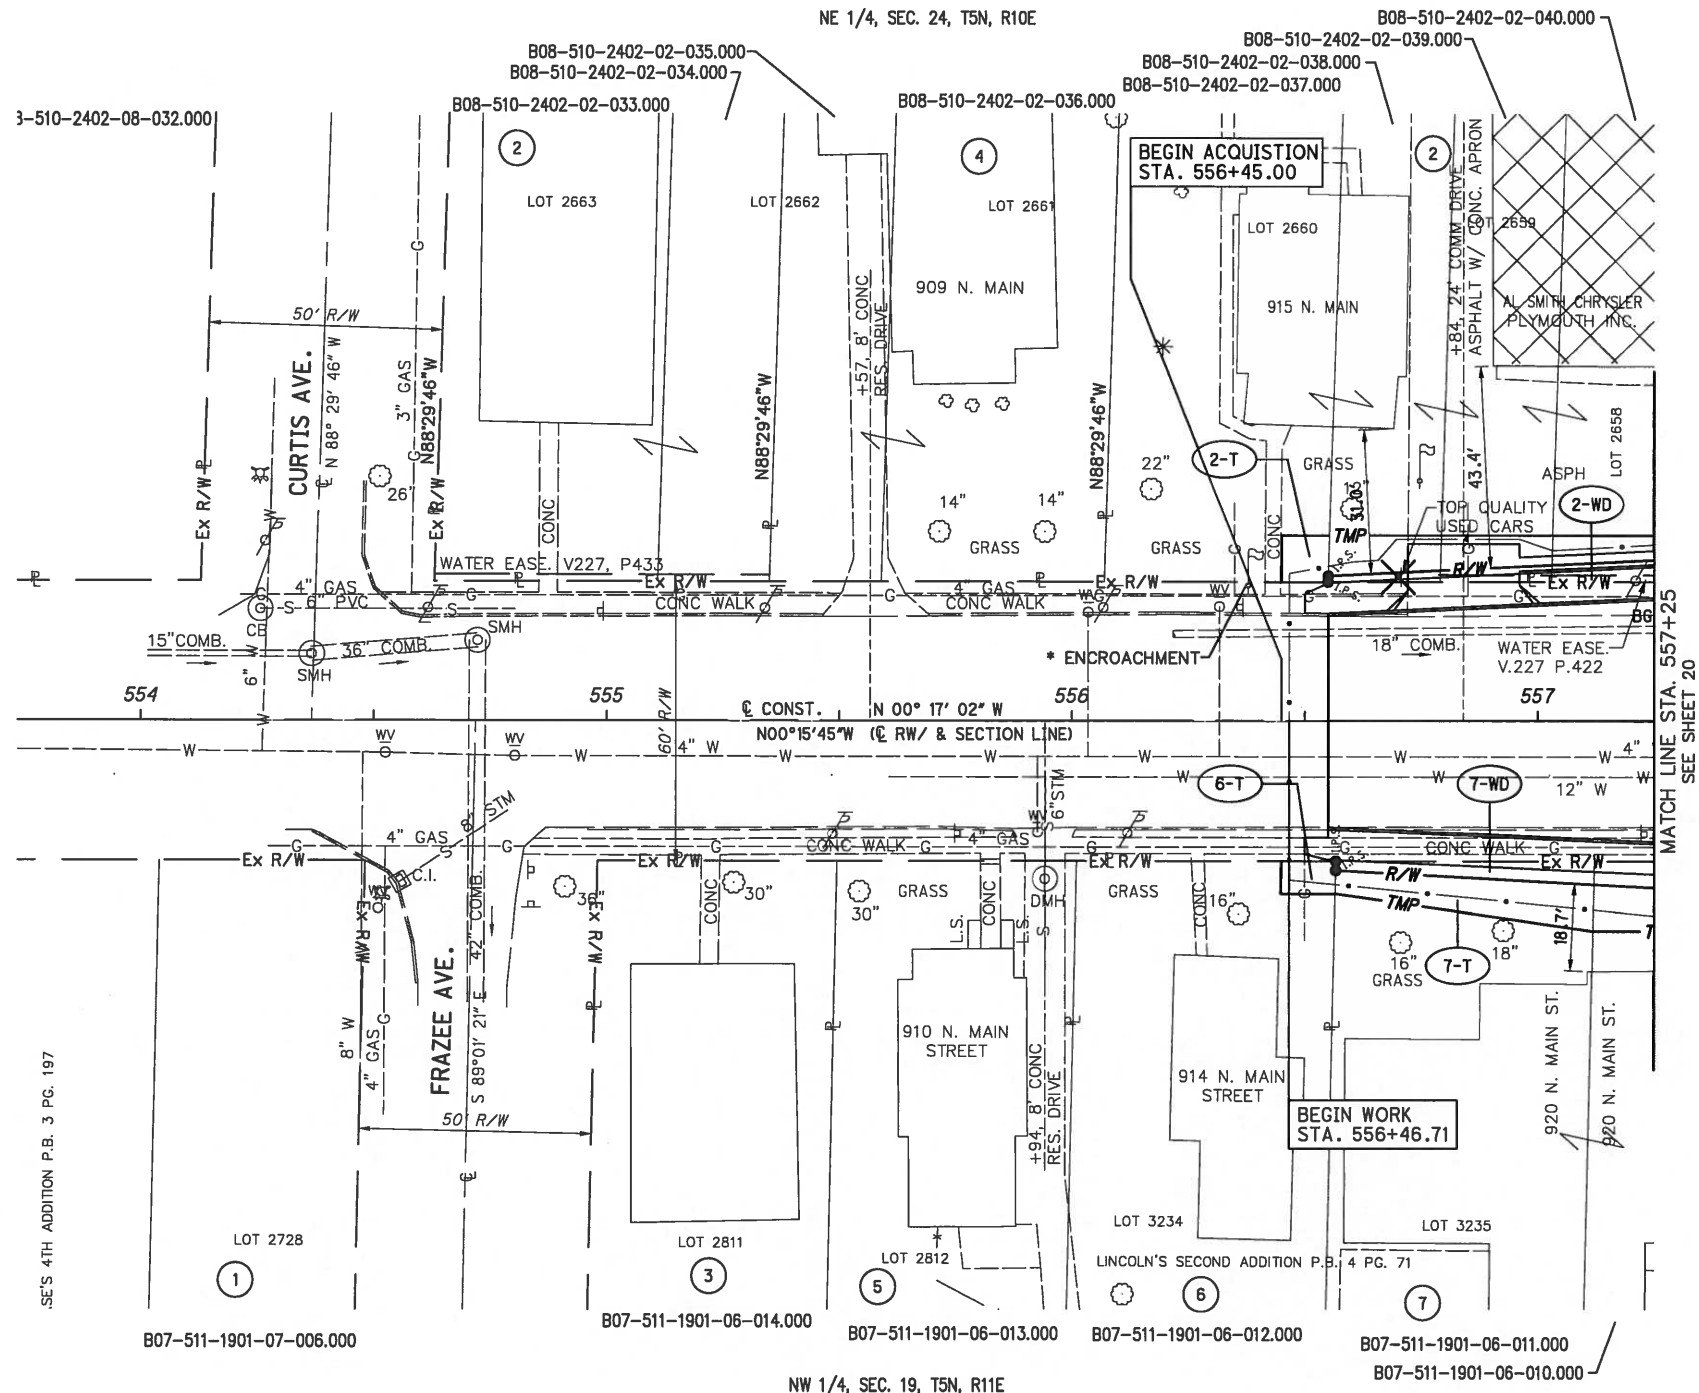 NE 1/4, SEC. 24, T5N, R10E
B08-510-2402-02-040.000
B08-510-2402-02-039.000
B08-510-2402-02-038.000
B08-510-2402-02-037.000
B08-510-2402-02-035.000
B08-510-2402-02-034.000
B08-510-2402-02-033.000
B08-510-2402-02-036.000
-510-2402-08-032.000
2
4
2
BEGIN ACQUISTION
STA. 556+45.00
LOT 2663
LOT 2662
LOT 2661
LOT 2660
LOT 2659
LOT 2658
909 N. MAIN
915 N. MAIN
AL SMITH CHRYSLER
PLYMOUTH INC.
+84, 24' COMM DRIVE
ASPHALT W/ CONC. APRON
50' R/W
CURTIS AVE.
N 88° 29' 46" W
3" GAS
G
G
N88°29'46"W
N88°29'46"W
N88°29'46"W
+57, 8' CONC
RES. DRIVE
Ex R/W
Ex R/W
26"
14"
14"
22"
GRASS
GRASS
GRASS
CONC
CONC
2-T
31.03'
43.4'
ASPH
TOP QUALITY
USED CARS
2-WD
TMP
I.P.S.
I.P.S.
R/W
Ex R/W
WATER EASE. V227, P433
Ex R/W
Ex R/W
4" GAS
6" PVC
S
S
G
G
4" GAS
CONC WALK
CONC WALK
WV
CB
SMH
SMH
15"COMB.
36" COMB.
6"
W
18" COMB.
BG
WATER EASE.
V.227 P.422
* ENCROACHMENT
554
555
556
557
CONST. N 00° 17' 02" W
N00°15'45"W (RW/ & SECTION LINE)
60' R/W
MATCH LINE STA. 557+25
SEE SHEET 20
WV
WV
WV
W
W
4" W
W
W
W
4"
12" W
6"STM
8" STM
6-T
7-WD
4" GAS
4" GAS
CONC WALK
CONC WALK
G
G
G
Ex R/W
Ex R/W
Ex R/W
Ex R/W
R/W
TMP
C.I.
WV
Ex R/W
Ex R/W
42" COMB.
36"
30"
30"
16"
16"
18"
18.7'
GRASS
GRASS
GRASS
CONC
CONC
CONC
L.S.
L.S.
DMH
S
7-T
FRAZEE AVE.
S 89°01' 21" E
8" W
4" GAS
G
50' R/W
910 N. MAIN
STREET
914 N. MAIN
STREET
+94, 8' CONC
RES. DRIVE
BEGIN WORK
STA. 556+46.71
920 N. MAIN ST.
920 N. MAIN ST.
.SE'S 4TH ADDITION P.B. 3 PG. 197
LOT 2728
LOT 2811
LOT 2812
LOT 3234
LOT 3235
LINCOLN'S SECOND ADDITION P.B. 4 PG. 71
1
3
5
6
7
B07-511-1901-07-006.000
B07-511-1901-06-014.000
B07-511-1901-06-013.000
B07-511-1901-06-012.000
B07-511-1901-06-011.000
B07-511-1901-06-010.000
NW 1/4, SEC. 19, T5N, R11E